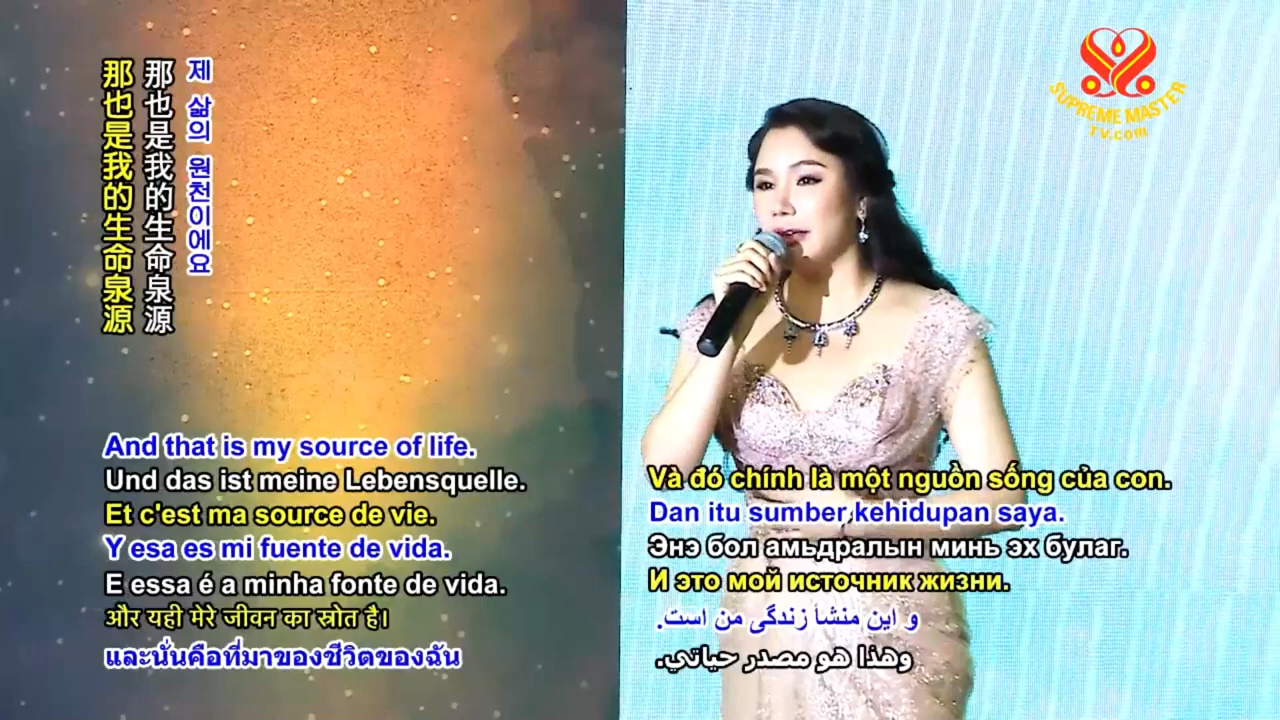 제 삶의 원천이에요
那也是我的生命泉源
那也是我的生命泉源
SUPREME MASTER
TV.com
And that is my source of life.
Und das ist meine Lebensquelle.
Et c'est ma source de vie.
Y esa es mi fuente de vida.
E essa é a minha fonte de vida.
और यही मेरे जीवन का स्रोत है।
และนั่นคือที่มาของชีวิตของฉัน
Và đó chính là một nguồn sống của con.
Dan itu sumber kehidupan saya.
Энэ бол амьдралын минь эх булаг.
И это мой источник жизни.
و این منشأ زندگی من است.
وهذا هو مصدر حياتي.